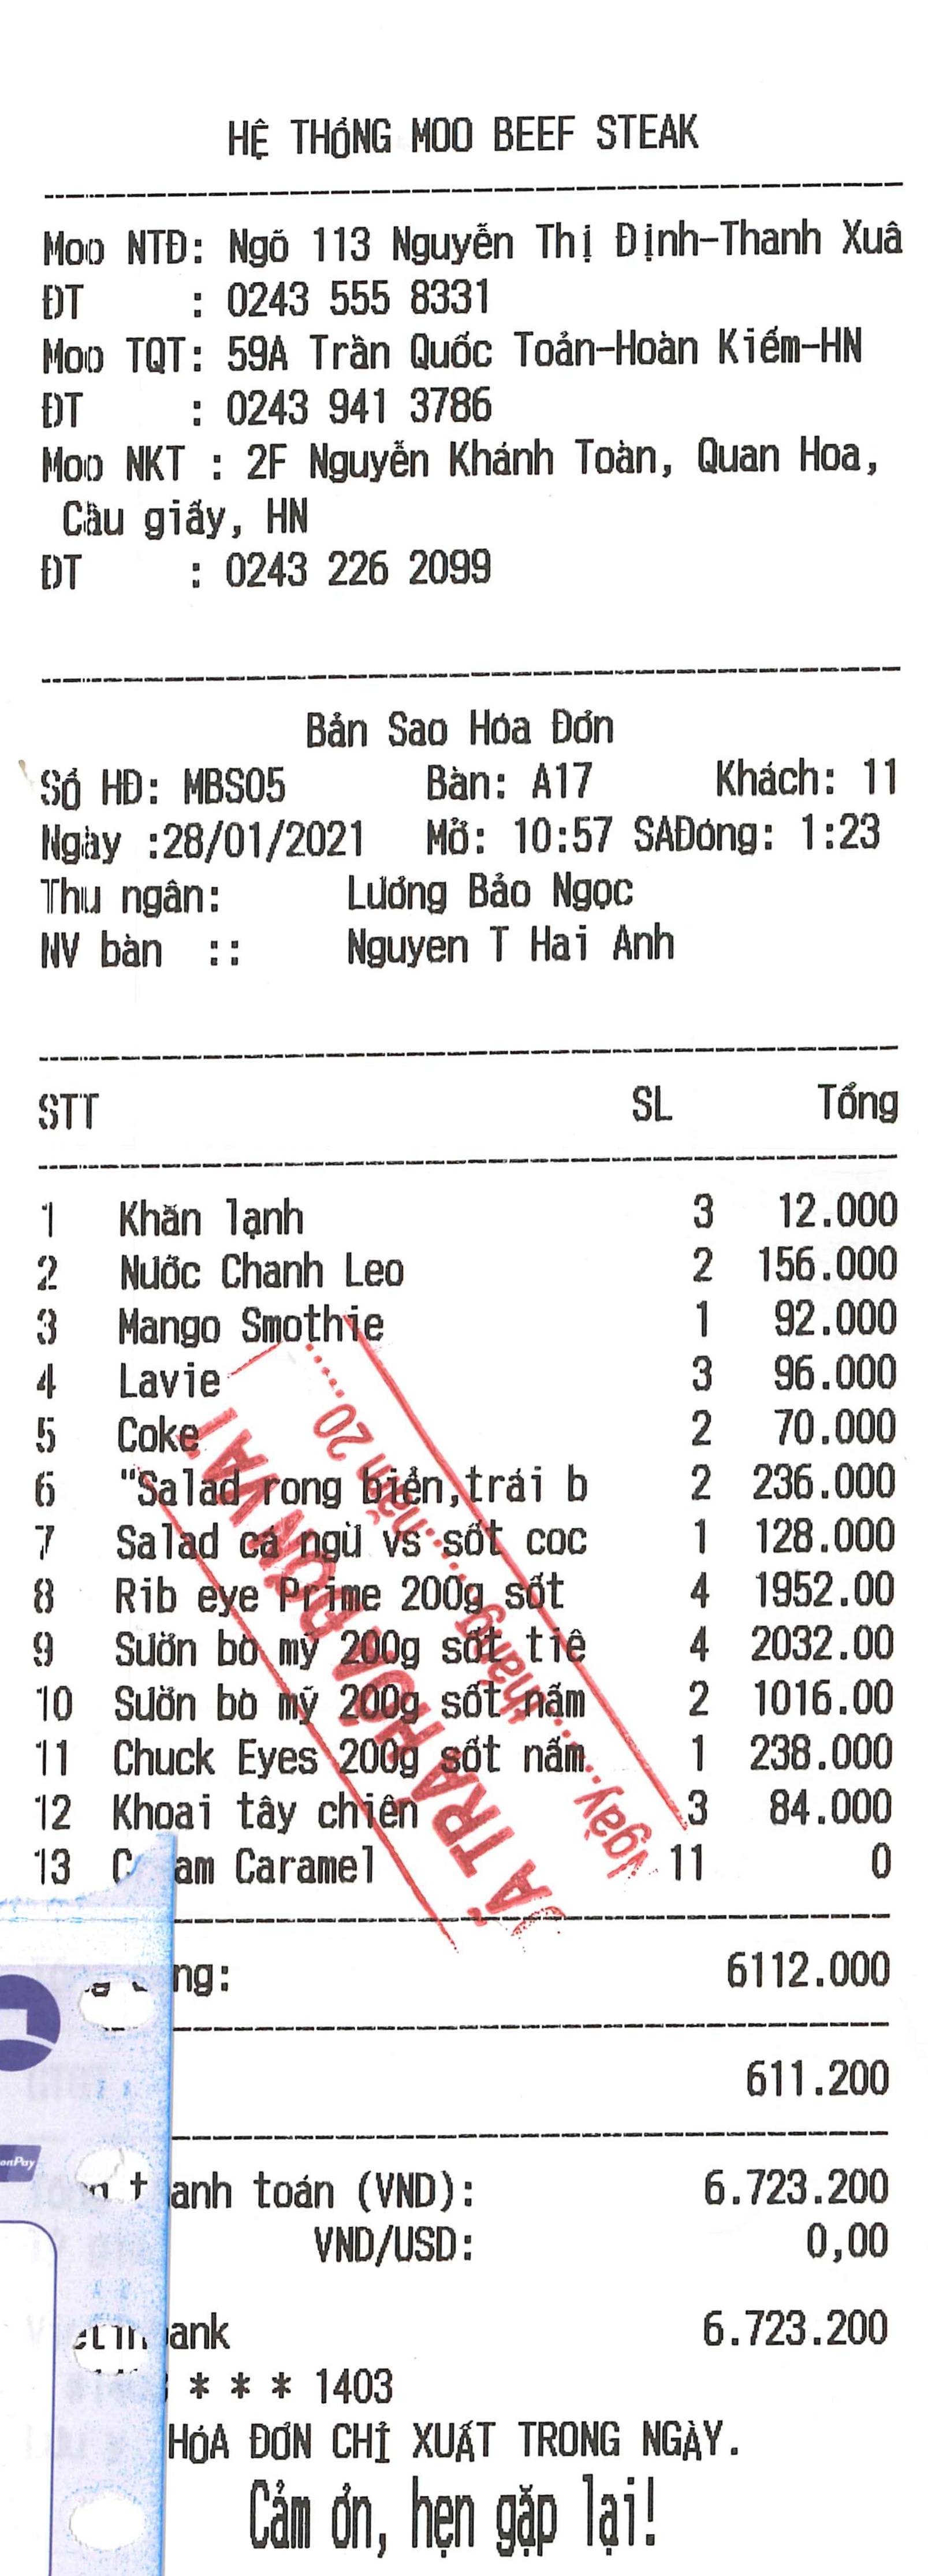 HỆ THỐNG MOO BEEF STEAK
Moo NTĐ: Ngõ 113 Nguyễn Thị Định-Thanh Xuâ
ĐT : 0243 555 8331
Moo TQT: 59A Trần Quốc Toản-Hoàn Kiếm-HN
ĐT : 0243 941 3786
Moo NKT : 2F Nguyễn Khánh Toàn, Quan Hoa,
Cầu giấy, HN
ĐT : 0243 226 2099
Bản Sao Hóa Đơn
Số HĐ: MBS05 Bàn: A17 Khách: 11
Ngày :28/01/2021 Mở: 10:57 SAĐóng: 1:23
Thu ngân: Lương Bảo Ngọc
NV bàn :: Nguyen T Hai Anh
STT SL Tổng
1 Khăn lạnh 3 12.000
2 Nước Chanh Leo 2 156.000
3 Mango Smothie 1 92.000
4 Lavie 3 96.000
5 Coke 2 70.000
6 "Salad rong biển,trái b 2 236.000
7 Salad cá ngừ vs sốt coc 1 128.000
8 Rib eye Prime 200g sốt 4 1952.00
9 Sườn bò mỹ 200g sốt tiê 4 2032.00
10 Sườn bò mỹ 200g sốt nấm 2 1016.00
11 Chuck Eyes 200g sốt nấm 1 238.000
12 Khoai tây chiên 3 84.000
13 Caramel 11 0
6112.000
611.200
thanh toán (VND): 6.723.200
VND/USD: 0,00
6.723.200
* * * 1403
HÓA ĐƠN CHỈ XUẤT TRONG NGÀY.
Cảm ơn, hẹn gặp lại!
TRẢ HÓA ĐƠN VAT
Ngày.......tháng.......năm 20.....